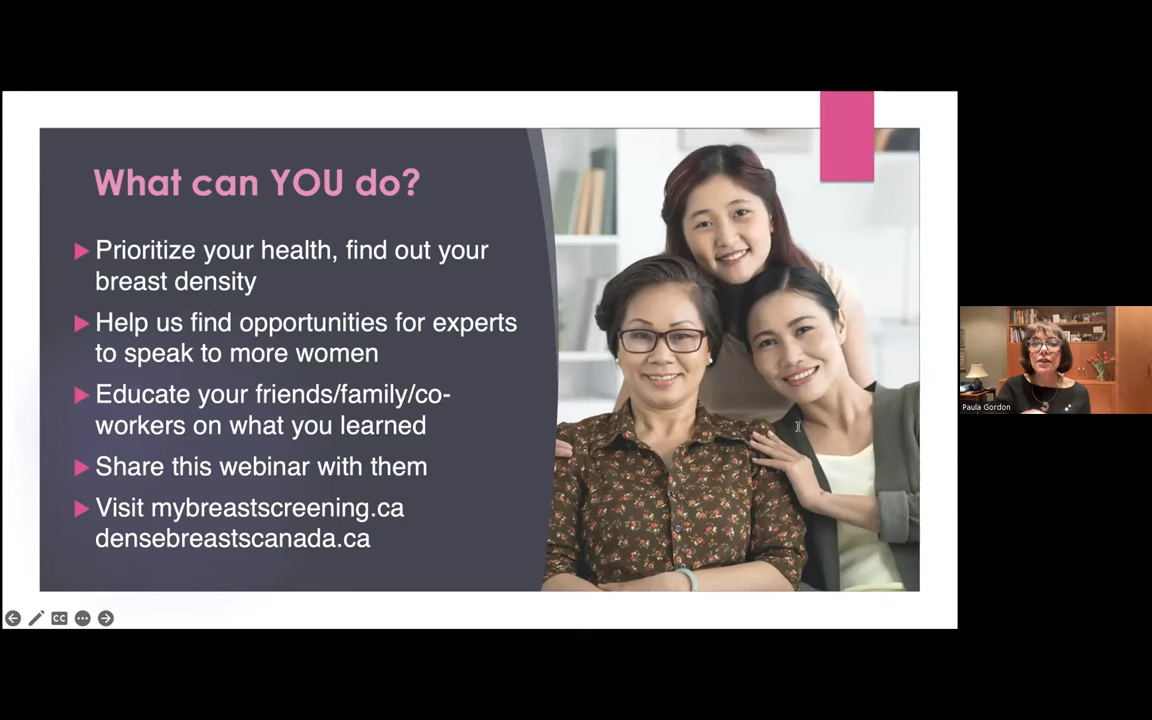 What can YOU do?
Prioritize your health, find out your
breast density
Help us find opportunities for experts
to speak to more women
Educate your friends/family/co-
workers on what you learned
Share this webinar with them
Visit mybreastscreening.ca
densebreastscanada.ca
Paula Gordon
CC